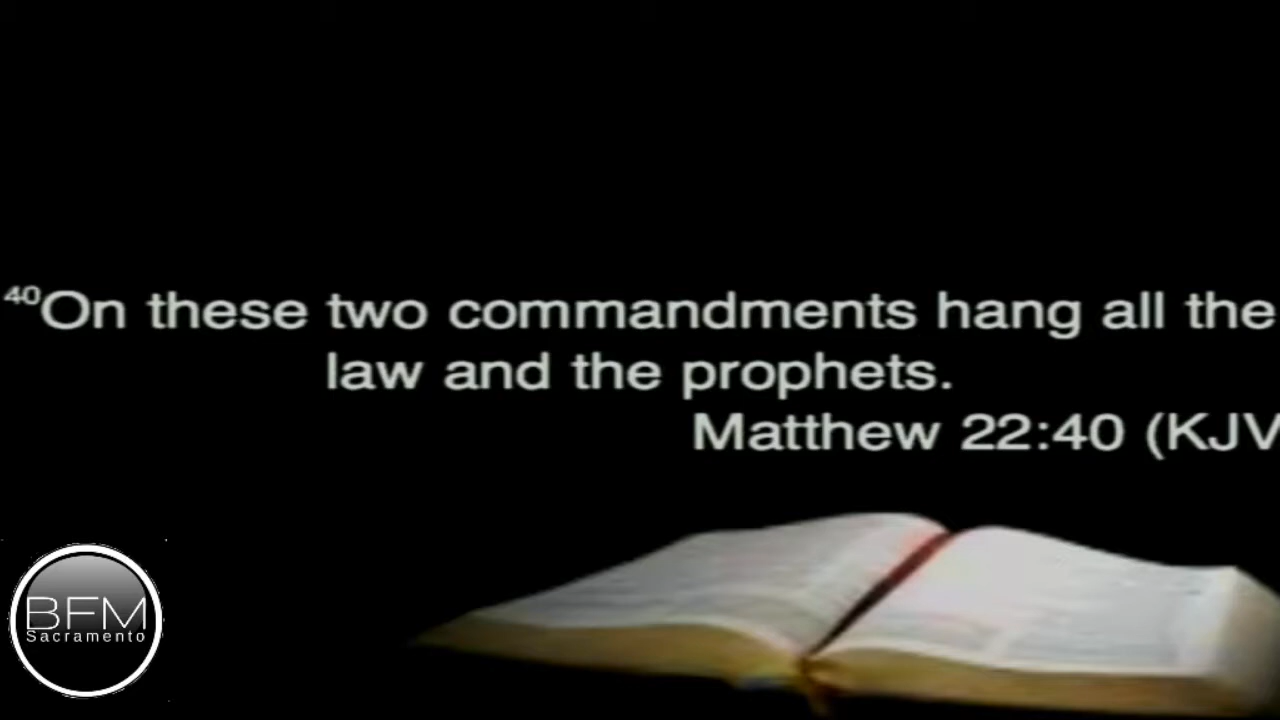 ⁴⁰On these two commandments hang all the
law and the prophets.
Matthew 22:40 (KJV
BFM
Sacramento